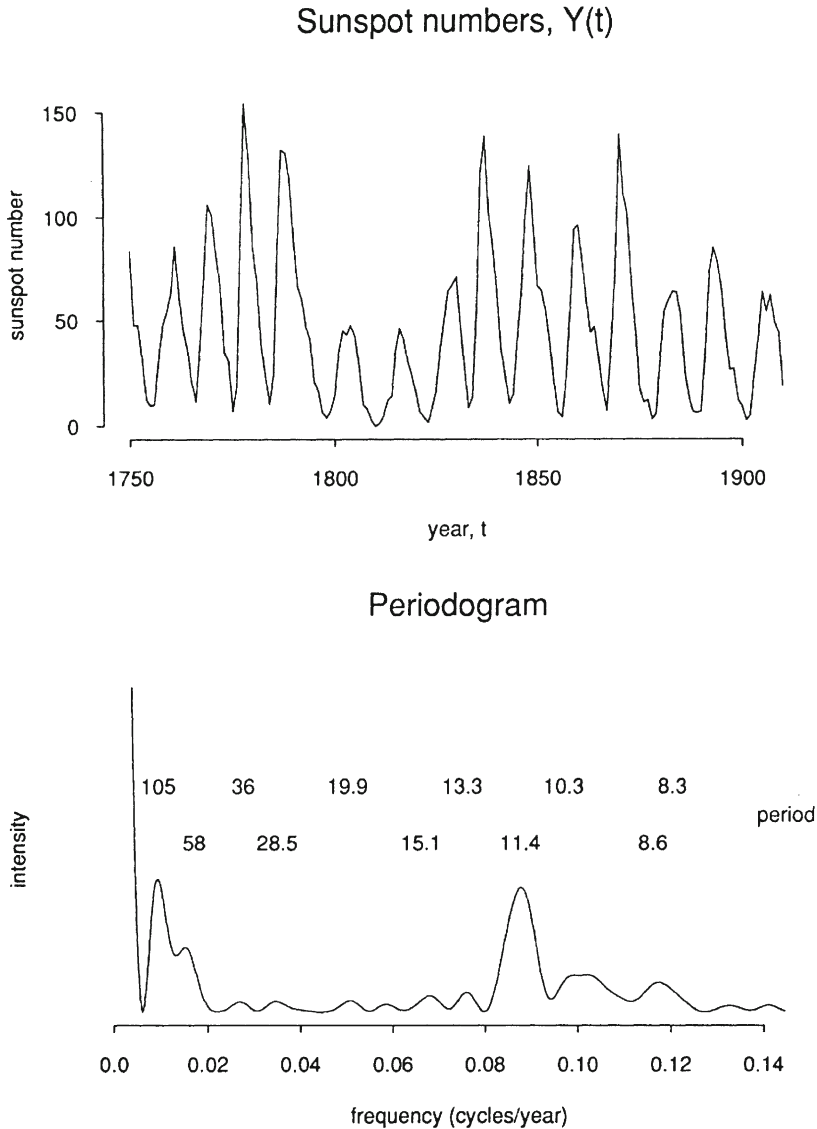 Sunspot numbers, Y(t)
150
100
50
0
sunspot number
1750 1800 1850 1900
year, t
Periodogram
105 36 19.9 13.3 10.3 8.3
period
58 28.5 15.1 11.4 8.6
intensity
0.0 0.02 0.04 0.06 0.08 0.10 0.12 0.14
frequency (cycles/year)